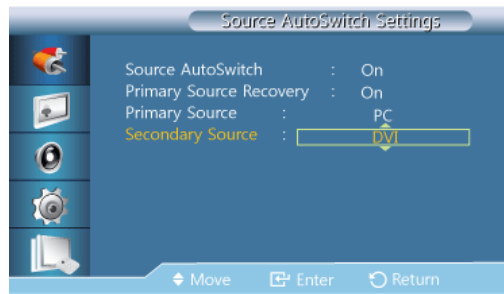 Source AutoSwitch Settings
Source AutoSwitch : On
Primary Source Recovery : On
Primary Source : PC
Secondary Source : DVI
Move Enter Return